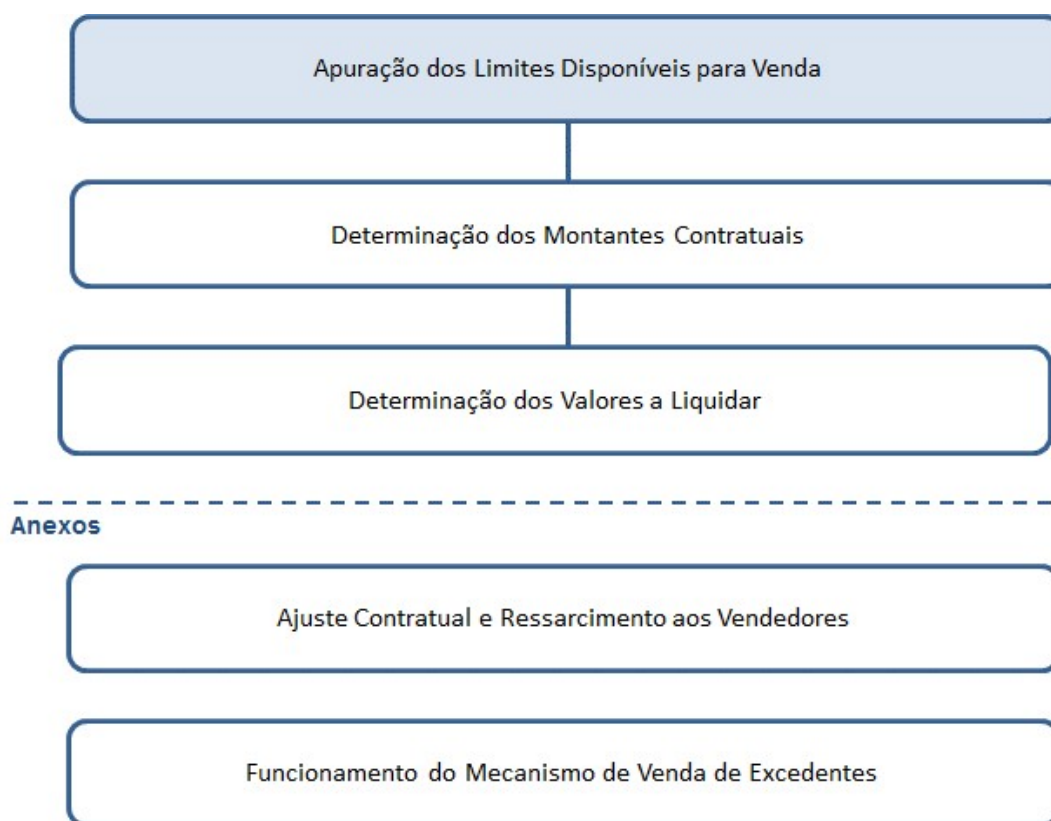 Apuração dos Limites Disponíveis para Venda
Determinação dos Montantes Contratuais
Determinação dos Valores a Liquidar
Anexos
Ajuste Contratual e Ressarcimento aos Vendedores
Funcionamento do Mecanismo de Venda de Excedentes